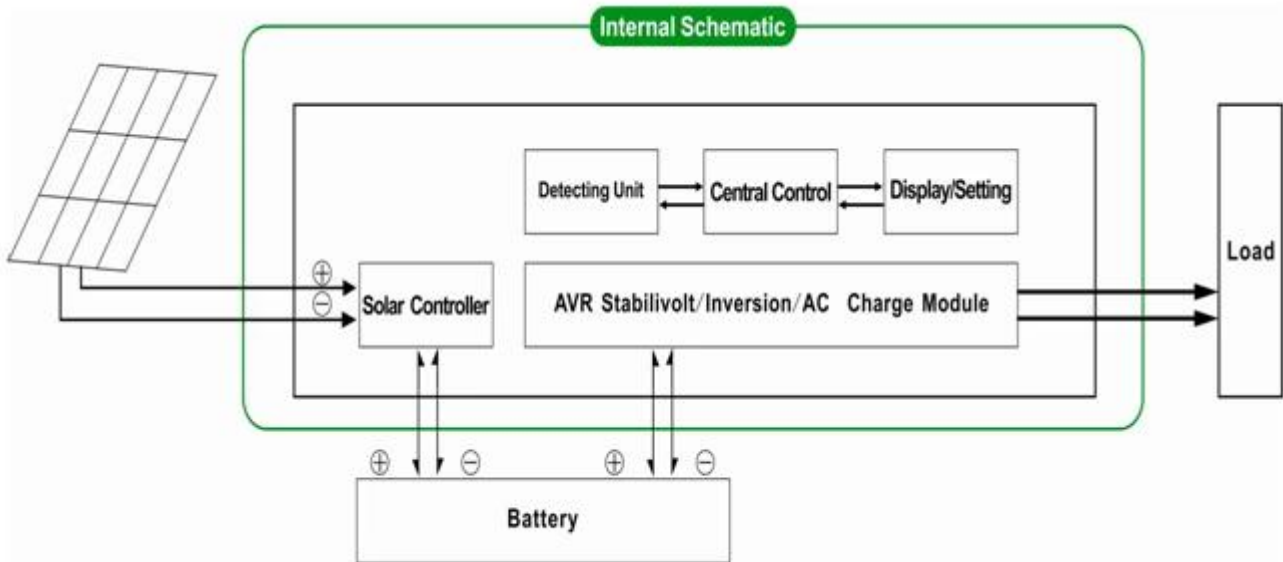 Internal Schematic
Detecting Unit
Central Control
Display/Setting
Load
⊕
⊖
Solar Controller
AVR Stabilivolt/Inversion/AC Charge Module
⊕ ⊖ ⊕ ⊖
Battery